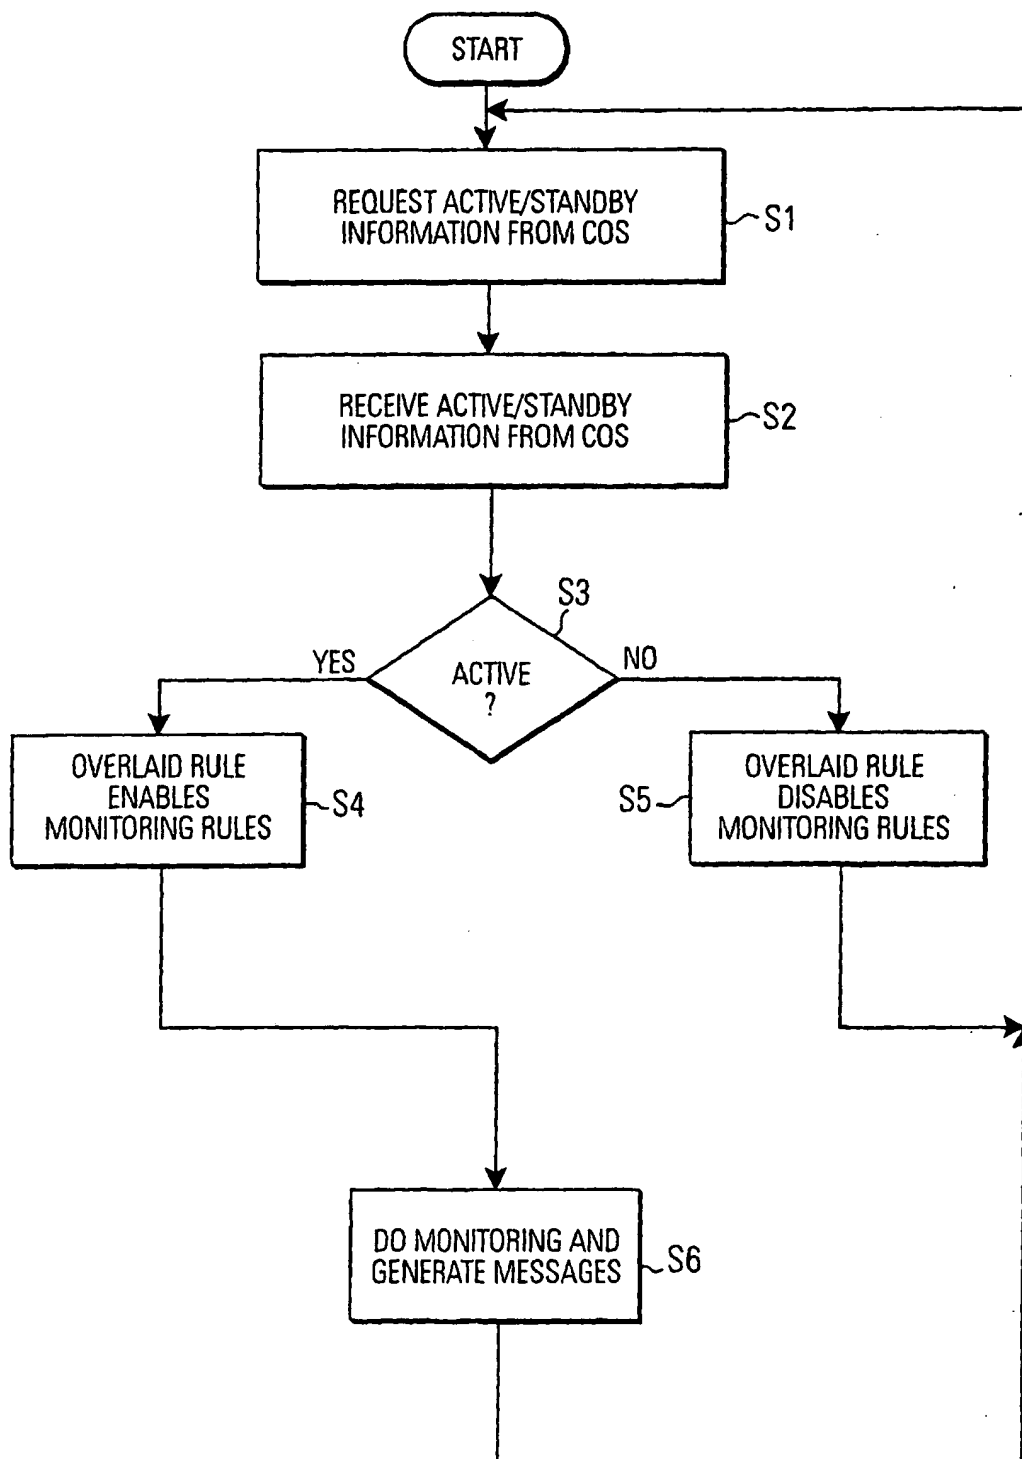 START
REQUEST ACTIVE/STANDBY
INFORMATION FROM COS
S1
RECEIVE ACTIVE/STANDBY
INFORMATION FROM COS
S2
S3
YES
ACTIVE
?
NO
OVERLAID RULE
ENABLES
MONITORING RULES
S4
S5
OVERLAID RULE
DISABLES
MONITORING RULES
DO MONITORING AND
GENERATE MESSAGES
S6